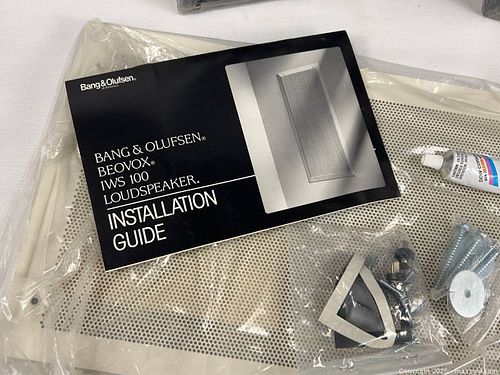 Bang&Olufsen®
BANG & OLUFSEN®
BEOVOX®
IWS 100
LOUDSPEAKER.
INSTALLATION
GUIDE